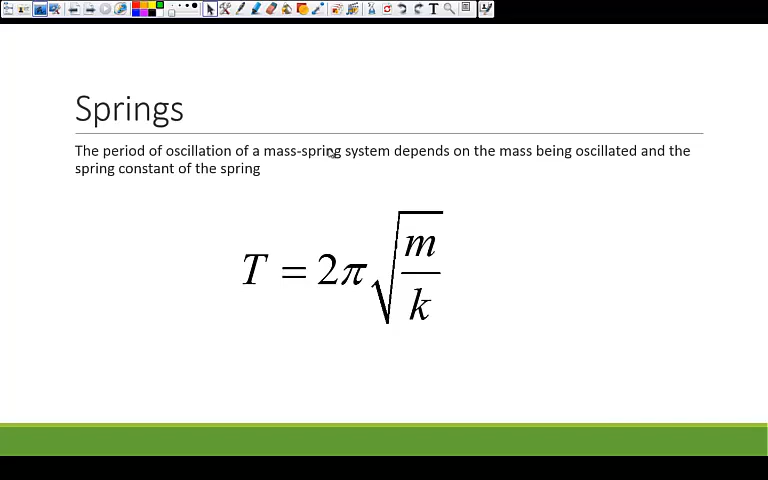 Springs
The period of oscillation of a mass-spring system depends on the mass being oscillated and the
spring constant of the spring
T = 2π√(m/k)